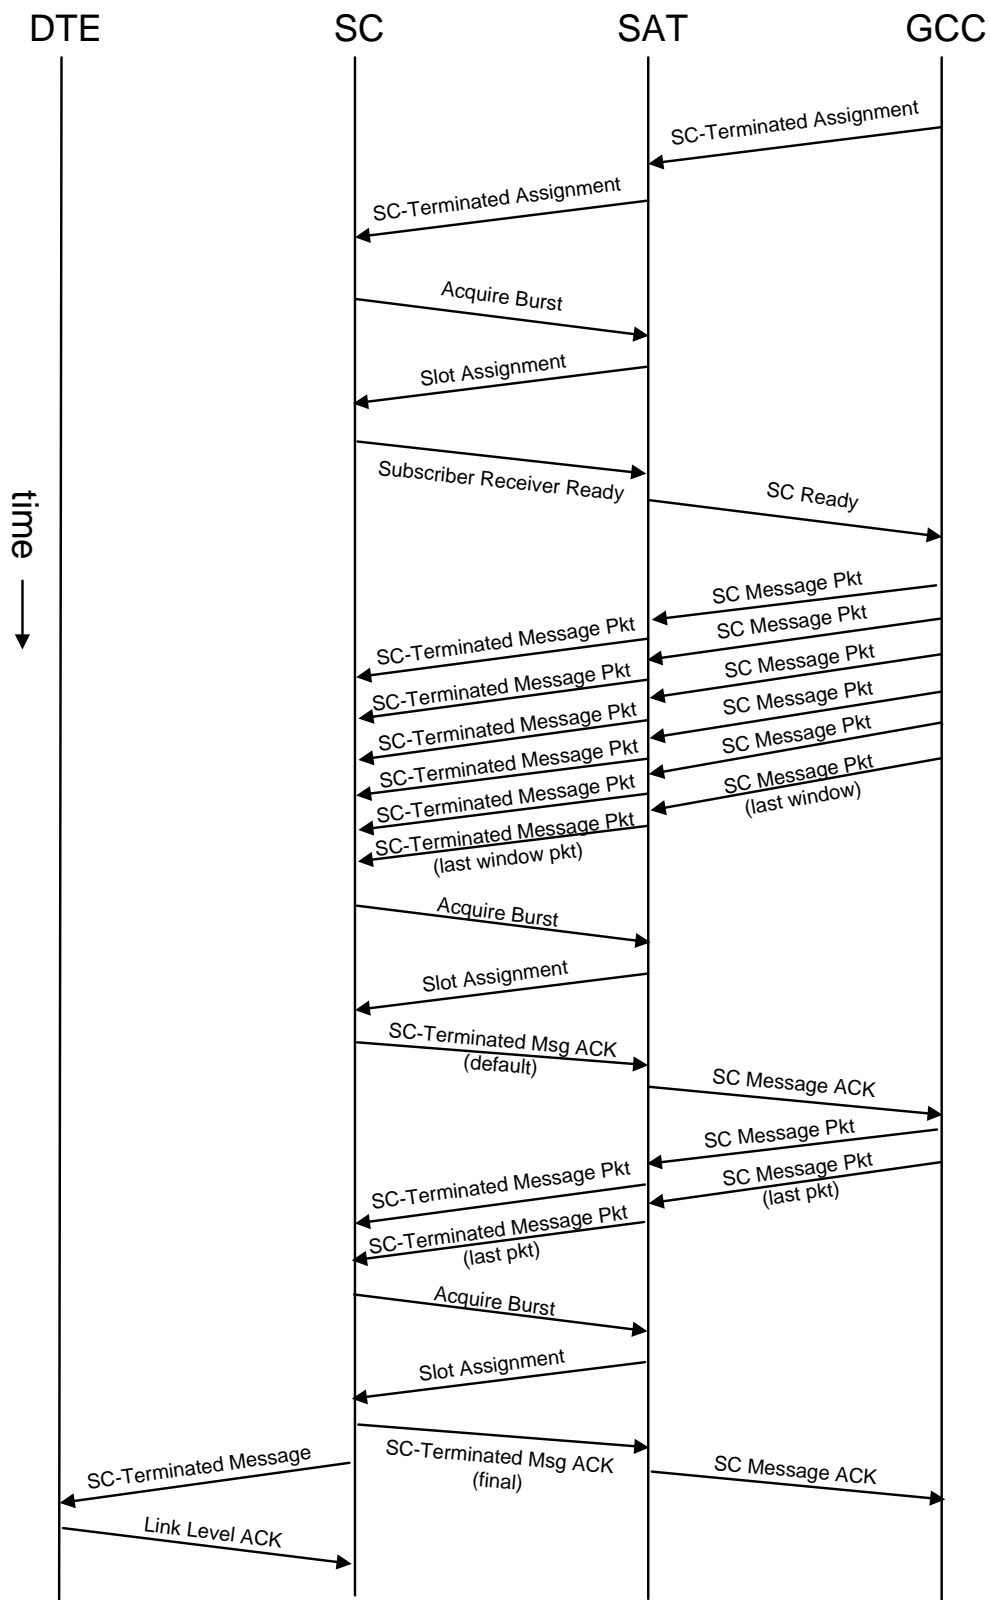 DTE SC SAT GCC
SC-Terminated Assignment
SC-Terminated Assignment
Acquire Burst
Slot Assignment
Subscriber Receiver Ready
SC Ready
time
SC Message Pkt
SC Message Pkt
SC-Terminated Message Pkt
SC Message Pkt
SC-Terminated Message Pkt
SC Message Pkt
SC-Terminated Message Pkt
SC Message Pkt
SC-Terminated Message Pkt
SC Message Pkt
(last window)
SC-Terminated Message Pkt
SC-Terminated Message Pkt
(last window pkt)
Acquire Burst
Slot Assignment
SC-Terminated Msg ACK
(default)
SC Message ACK
SC Message Pkt
SC Message Pkt
(last pkt)
SC-Terminated Message Pkt
SC-Terminated Message Pkt
(last pkt)
Acquire Burst
Slot Assignment
SC-Terminated Msg ACK
(final)
SC-Terminated Message
SC Message ACK
Link Level ACK